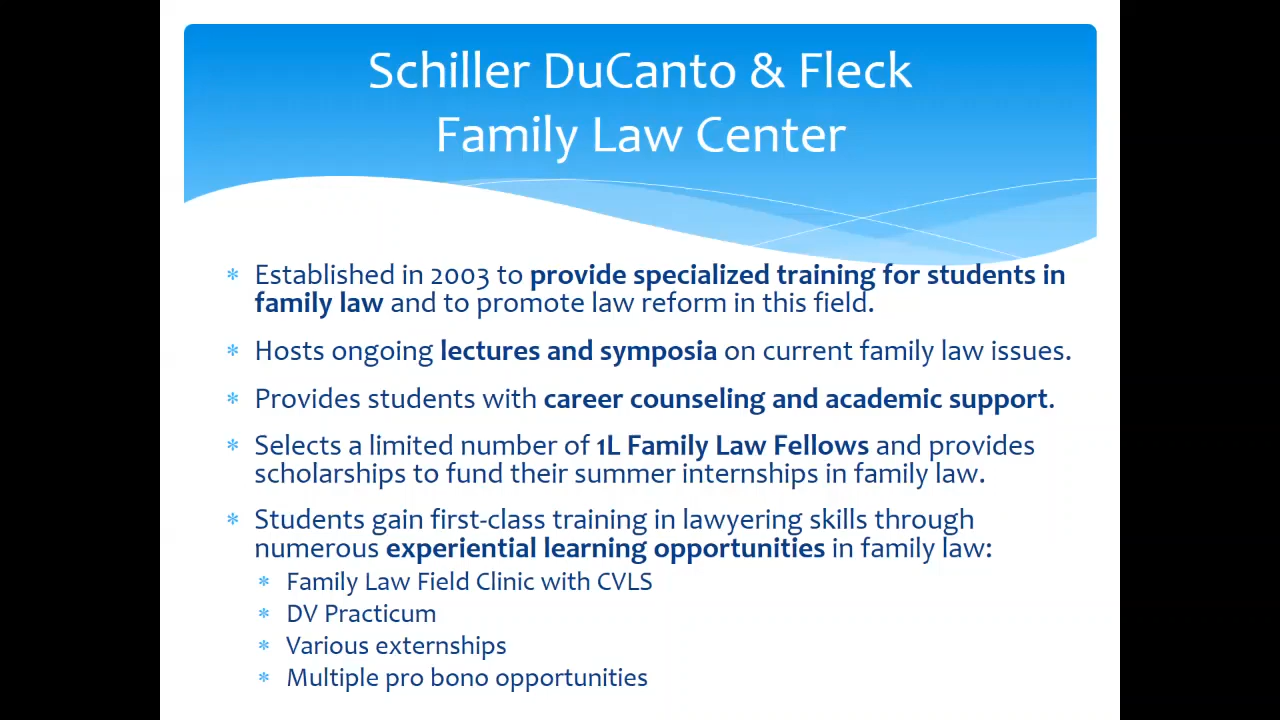 Schiller DuCanto & Fleck
Family Law Center
* Established in 2003 to provide specialized training for students in
family law and to promote law reform in this field.
* Hosts ongoing lectures and symposia on current family law issues.
* Provides students with career counseling and academic support.
* Selects a limited number of 1L Family Law Fellows and provides
scholarships to fund their summer internships in family law.
* Students gain first-class training in lawyering skills through
numerous experiential learning opportunities in family law:
* Family Law Field Clinic with CVLS
* DV Practicum
* Various externships
* Multiple pro bono opportunities